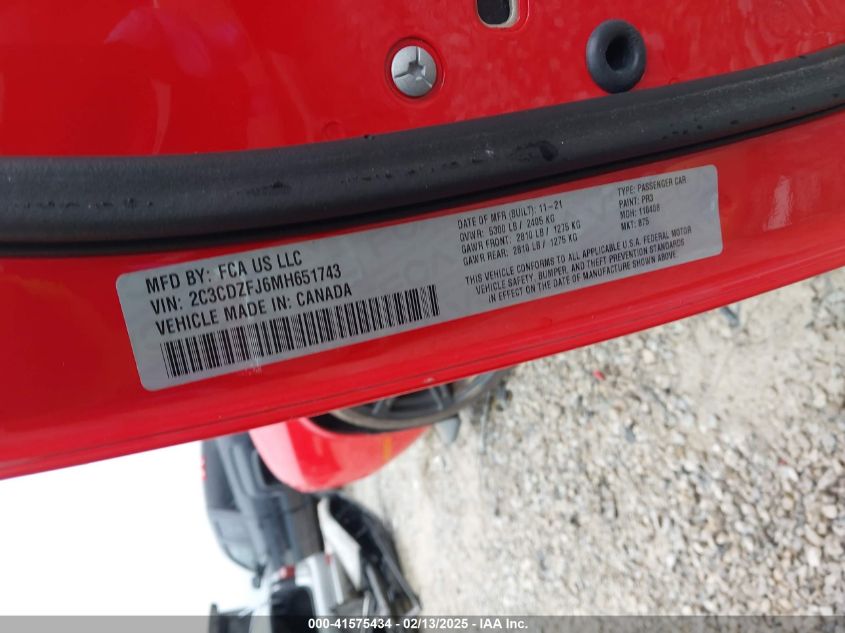 MFD BY: FCA US LLC
VIN: 2C3CDZFJ6MH651743
VEHICLE MADE IN: CANADA
DATE OF MFR (BUILT): 11-21
GVWR: 5300 LB / 2405 KG
GAWR FRONT: 2810 LB / 1275 KG
GAWR REAR: 2810 LB / 1275 KG
TYPE: PASSENGER CAR
PAINT: PR3
MDH: 110408
MKT: 875
THIS VEHICLE CONFORMS TO ALL APPLICABLE U.S.A. FEDERAL MOTOR
VEHICLE SAFETY, BUMPER, AND THEFT PREVENTION STANDARDS
IN EFFECT ON THE DATE OF MANUFACTURE SHOWN ABOVE.
000-41575434 - 02/13/2025 - IAA Inc.